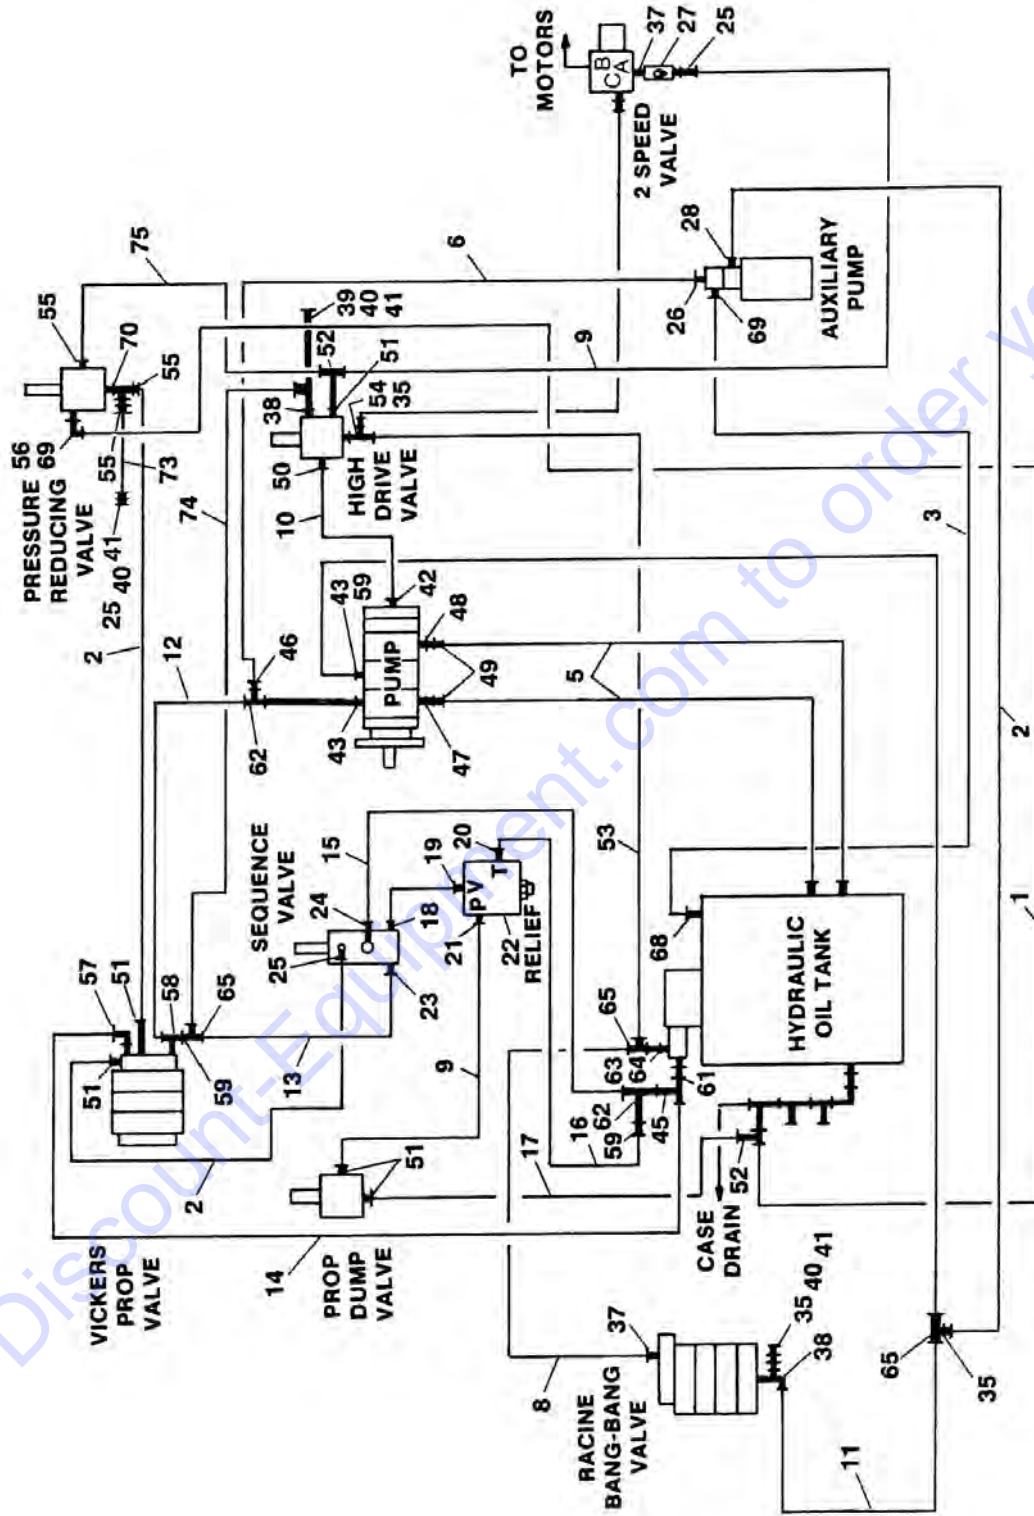 VICKERS
PROP
VALVE
2
14
57
51
51
58
65
59
13
2
12
74
PRESSURE
REDUCING
VALVE
56
69
55
70
55
55
73
25
40
41
75
SEQUENCE
VALVE
25
24
15
18
23
19
20
21
22
PV
T
RELIEF
9
PROP
DUMP
VALVE
51
17
16
62
46
43
43
59
PUMP
42
48
49
47
5
10
50
38
HIGH
DRIVE
VALVE
39
40
41
52
51
54
35
6
TO
MOTORS
B
C
A
37
27
25
2 SPEED
VALVE
28
26
69
AUXILIARY
PUMP
9
3
53
65
64
63
62
59
45
61
68
HYDRAULIC
OIL TANK
CASE
DRAIN
52
8
RACINE
BANG-BANG
VALVE
37
35
40
41
38
11
65
35
2
1
Discount-Equipment.com to order yo